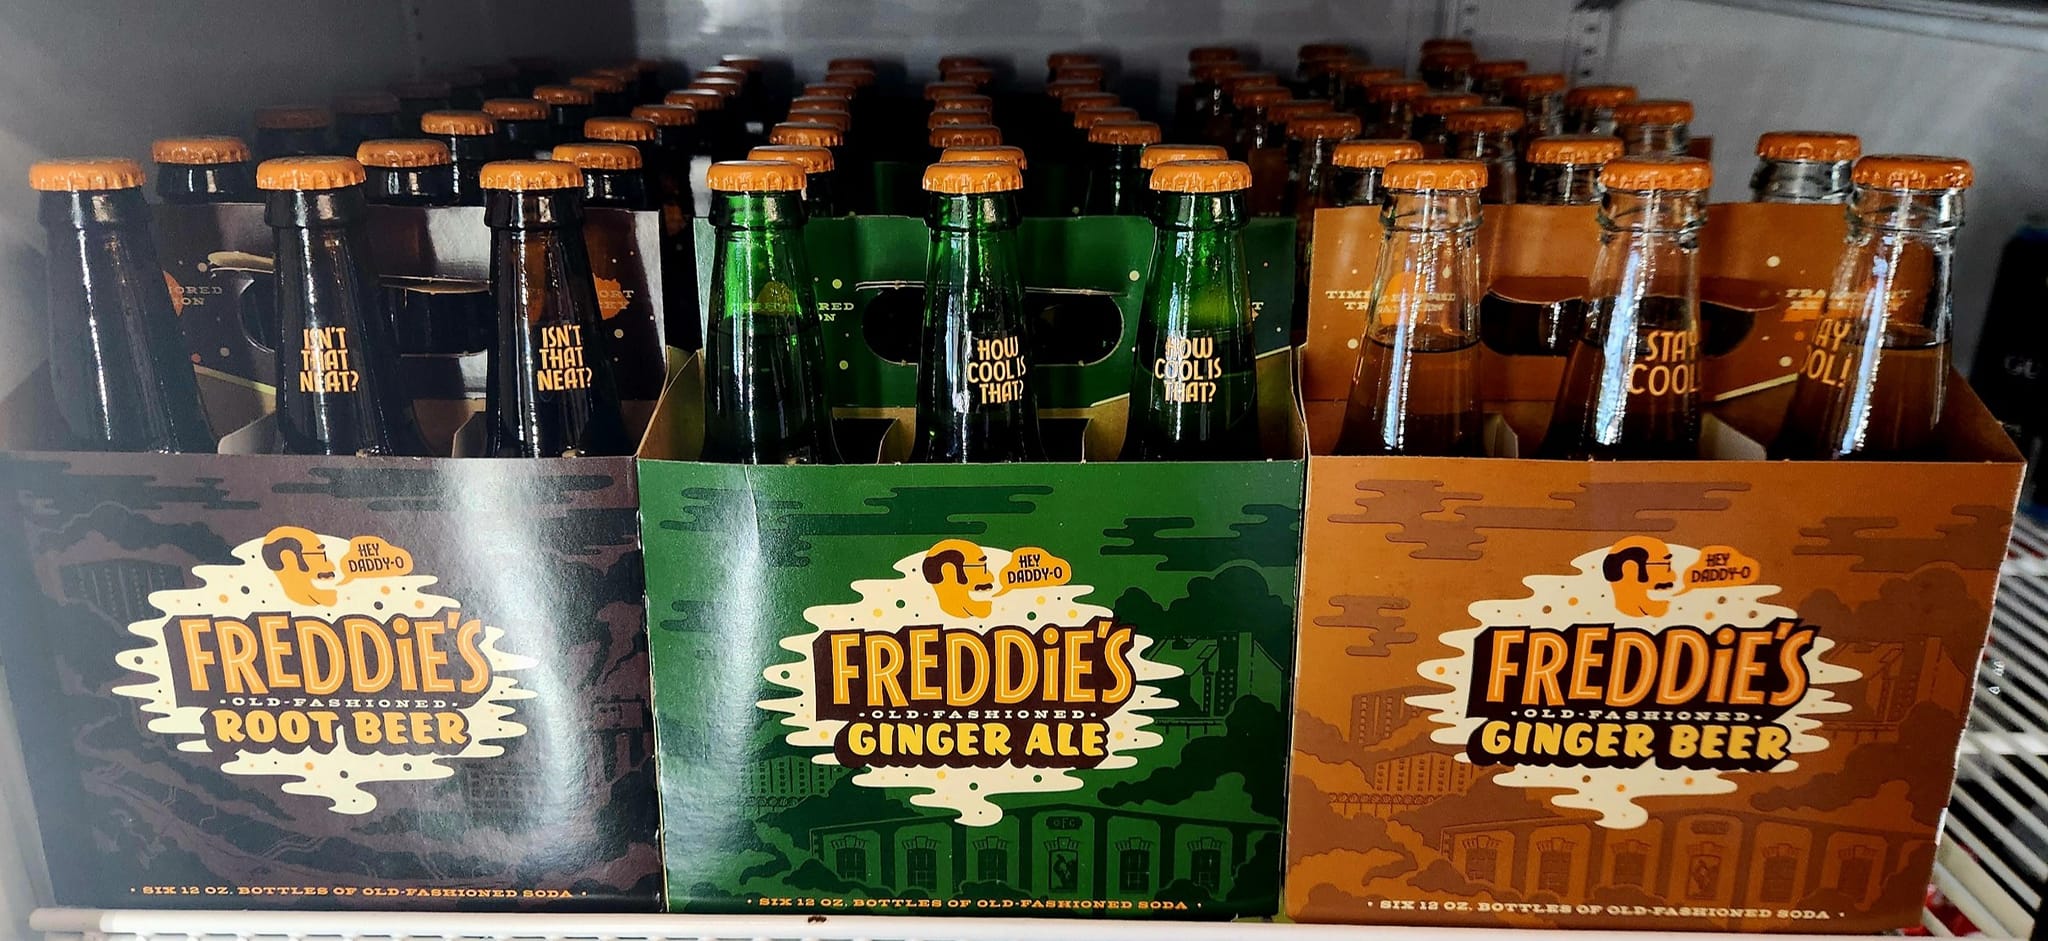 ISN'T
THAT
NEAT?
ISN'T
THAT
NEAT?
HOW
COOL IS
THAT?
HOW
COOL IS
THAT?
STAY
COOL!
AY
OL!
HEY
DADDY-O
FREDDiE'S
·OLD-FASHIONED·
ROOT BEER
· SIX 12 OZ. BOTTLES OF OLD-FASHIONED SODA ·
HEY
DADDY-O
FREDDiE'S
·OLD-FASHIONED·
GINGER ALE
OFC
· SIX 12 OZ. BOTTLES OF OLD-FASHIONED SODA ·
HEY
DADDY-O
FREDDiE'S
·OLD-FASHIONED·
GINGER BEER
· SIX 12 OZ. BOTTLES OF OLD-FASHIONED SODA ·